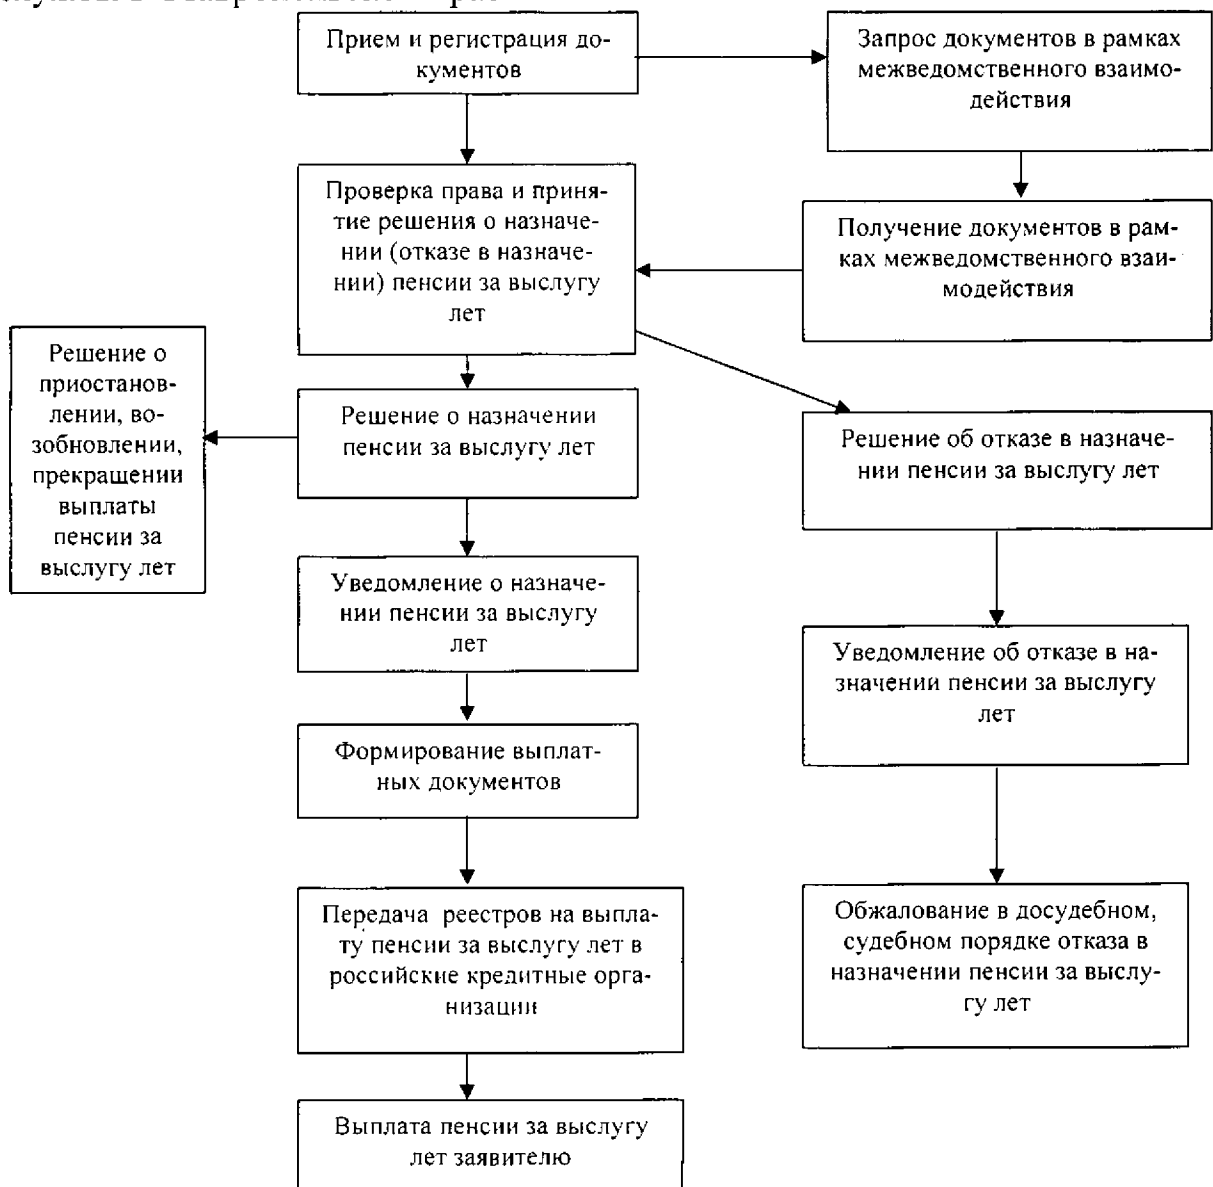 Прием и регистрация до-
кументов
Запрос документов в рамках
межведомственного взаимо-
действия
Проверка права и приня-
тие решения о назначе-
нии (отказе в назначе-
нии) пенсии за выслугу
лет
Получение документов в рам-
ках межведомственного взаи-
модействия
Решение о
приостанов-
лении, во-
зобновлении,
прекращении
выплаты
пенсии за
выслугу лет
Решение о назначении
пенсии за выслугу лет
Решение об отказе в назначе-
нии пенсии за выслугу лет
Уведомление о назначе-
нии пенсии за выслугу
лет
Уведомление об отказе в на-
значении пенсии за выслугу
лет
Формирование выплат-
ных документов
Передача реестров на выпла-
ту пенсии за выслугу лет в
российские кредитные орга-
низации
Обжалование в досудебном,
судебном порядке отказа в
назначении пенсии за выслу-
гу лет
Выплата пенсии за выслугу
лет заявителю